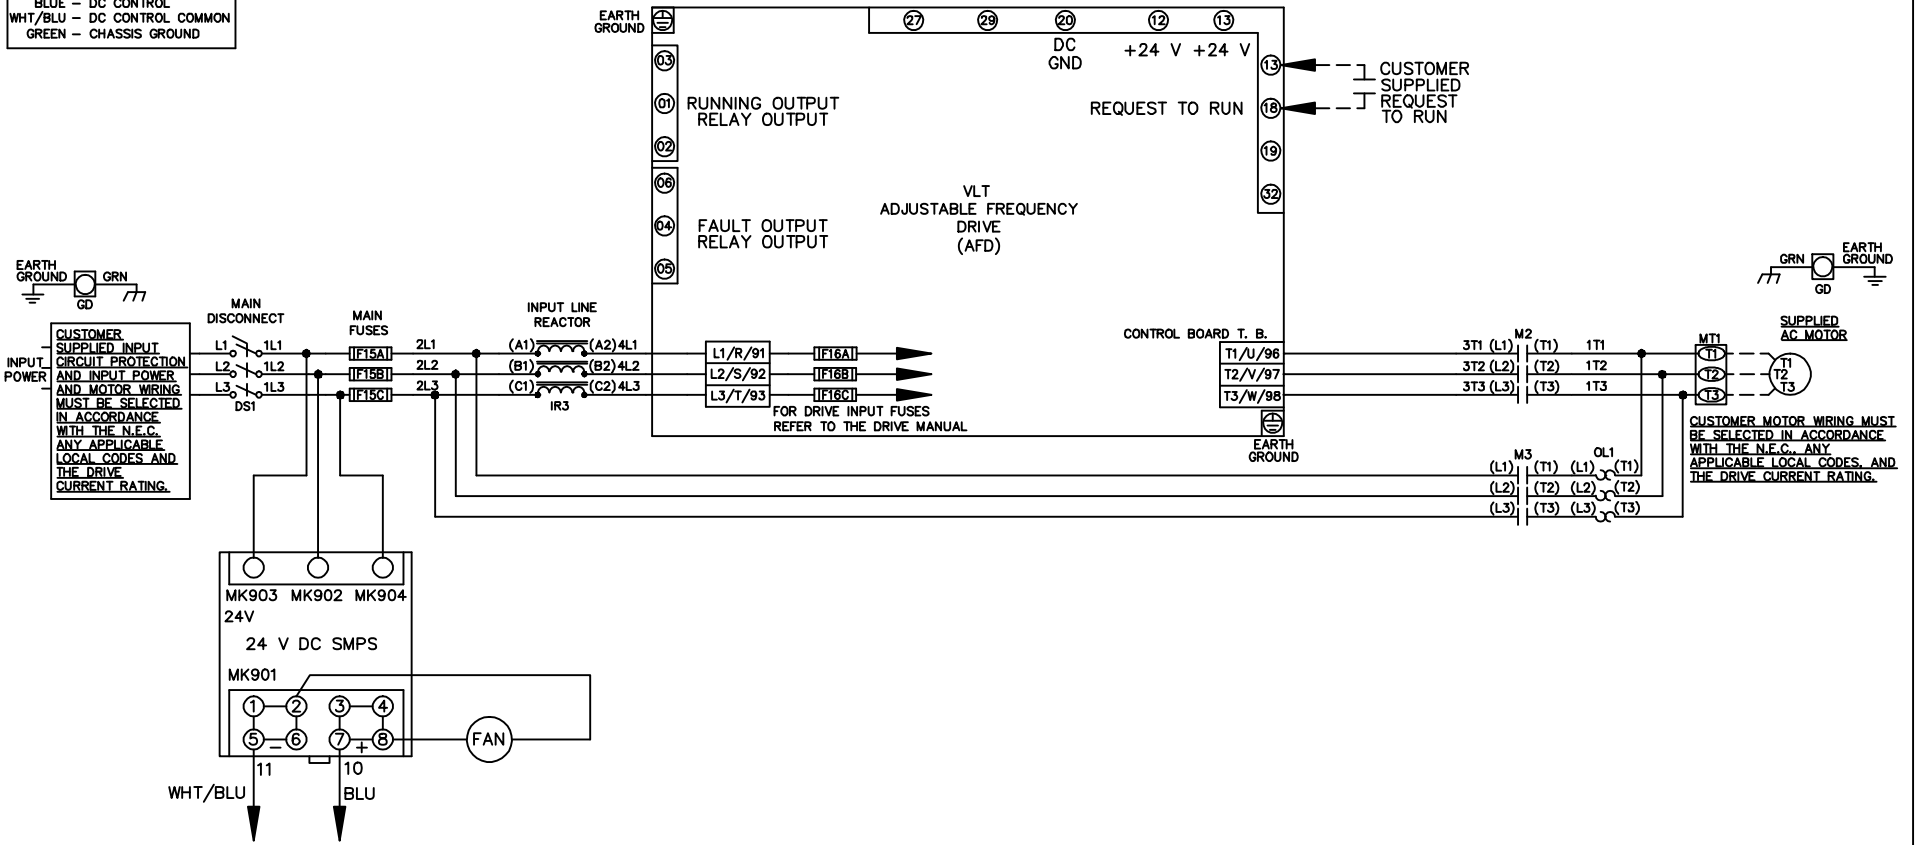 BLUE – DC CONTROL
WHT/BLU – DC CONTROL COMMON
GREEN – CHASSIS GROUND
EARTH
GROUND
27 29 20 12 13
DC
GND
+24 V +24 V
03
01
02
RUNNING OUTPUT
RELAY OUTPUT
06
04
05
FAULT OUTPUT
RELAY OUTPUT
13
REQUEST TO RUN 18
19
32
CUSTOMER
SUPPLIED
REQUEST
TO RUN
VLT
ADJUSTABLE FREQUENCY
DRIVE
(AFD)
EARTH
GROUND
GRN
GD
INPUT
POWER
CUSTOMER
SUPPLIED INPUT
CIRCUIT PROTECTION
AND INPUT POWER
AND MOTOR WIRING
MUST BE SELECTED
IN ACCORDANCE
WITH THE N.E.C.
ANY APPLICABLE
LOCAL CODES AND
THE DRIVE
CURRENT RATING.
MAIN
DISCONNECT
L1 1L1
L2 1L2
L3 1L3
DS1
MAIN
FUSES
F15A
F15B
F15C
2L1
2L2
2L3
INPUT LINE
REACTOR
(A1) (A2) 4L1
(B1) (B2) 4L2
(C1) (C2) 4L3
IR3
L1/R/91
L2/S/92
L3/T/93
F16A
F16B
F16C
FOR DRIVE INPUT FUSES
REFER TO THE DRIVE MANUAL
CONTROL BOARD T. B.
T1/U/96
T2/V/97
T3/W/98
EARTH
GROUND
M2
3T1 (L1) (T1) 1T1
3T2 (L2) (T2) 1T2
3T3 (L3) (T3) 1T3
M3
OL1
(L1) (T1) (L1) (T1)
(L2) (T2) (L2) (T2)
(L3) (T3) (L3) (T3)
GRN
GD
EARTH
GROUND
SUPPLIED
AC MOTOR
MT1
T1
T2
T3
T1
T2
T3
CUSTOMER MOTOR WIRING MUST
BE SELECTED IN ACCORDANCE
WITH THE N.E.C., ANY
APPLICABLE LOCAL CODES, AND
THE DRIVE CURRENT RATING.
MK903 MK902 MK904
24V
24 V DC SMPS
MK901
1 2 3 4
5 – 6 7 + 8
FAN
11 10
WHT/BLU BLU